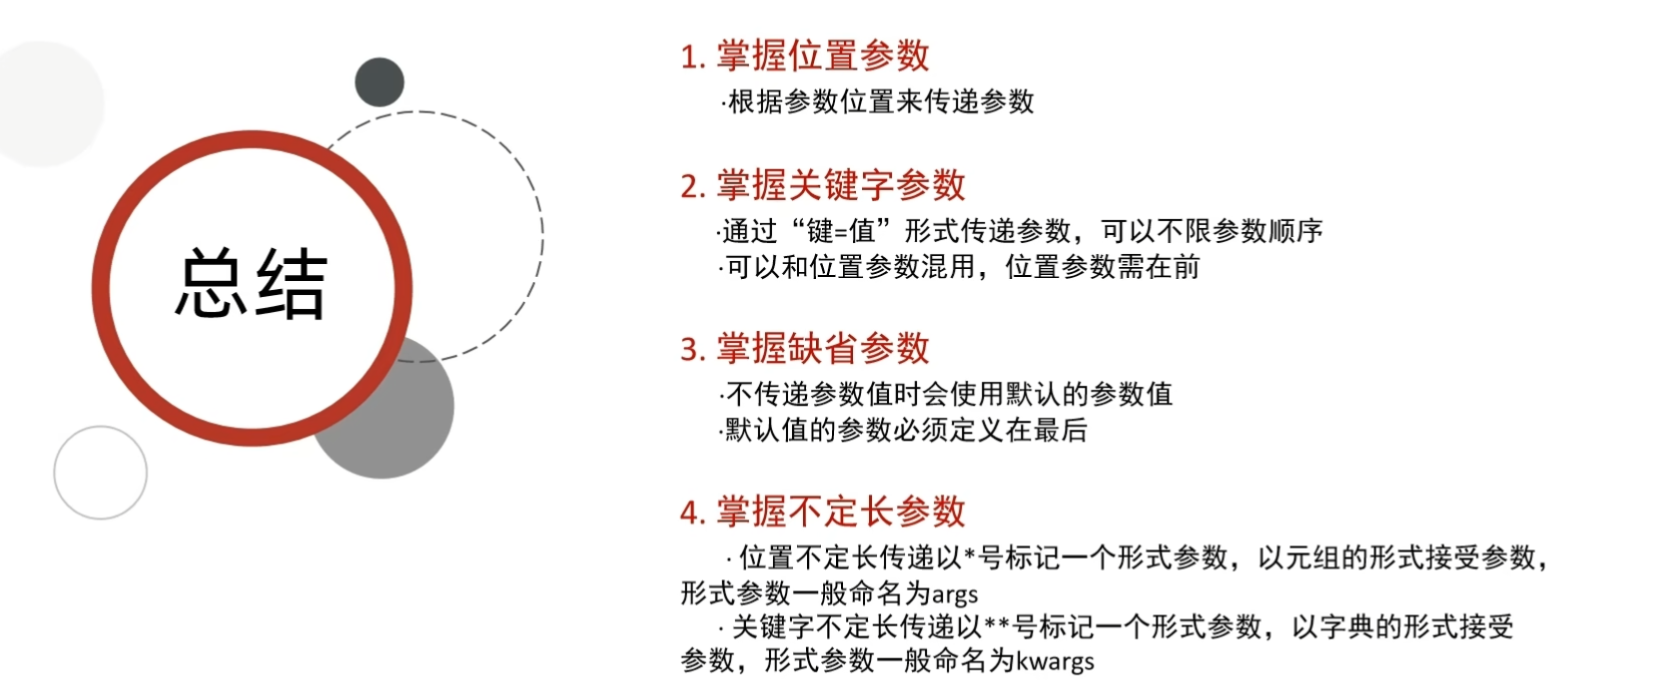 总结
1. 掌握位置参数
·根据参数位置来传递参数
2. 掌握关键字参数
·通过“键=值”形式传递参数，可以不限参数顺序
·可以和位置参数混用，位置参数需在前
3. 掌握缺省参数
·不传递参数值时会使用默认的参数值
·默认值的参数必须定义在最后
4. 掌握不定长参数
· 位置不定长传递以*号标记一个形式参数，以元组的形式接受参数，
形式参数一般命名为args
· 关键字不定长传递以**号标记一个形式参数，以字典的形式接受
参数，形式参数一般命名为kwargs